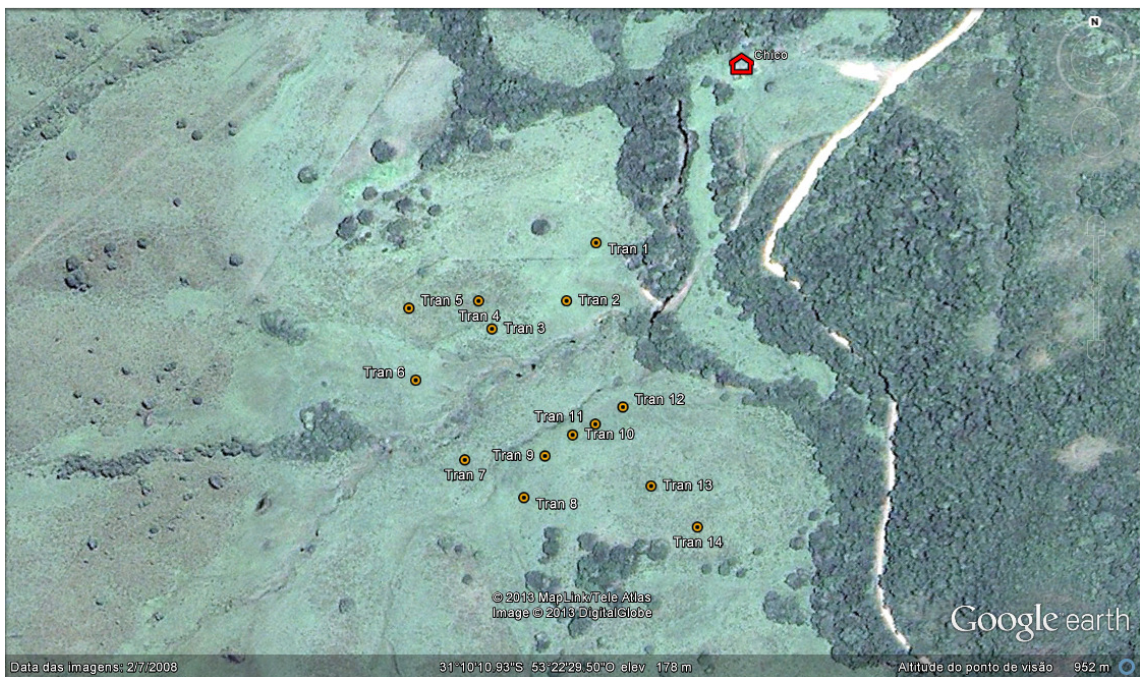 N
Chico
Tran 1
Tran 2
Tran 5
Tran 4
Tran 3
Tran 6
Tran 12
Tran 11
Tran 10
Tran 9
Tran 7
Tran 13
Tran 8
Tran 14
© 2013 MapLink/Tele Atlas
Image © 2013 DigitalGlobe
Google earth
Data das imagens: 2/7/2008 31°10'10.93"S 53°22'29.50"O elev 178 m Altitude do ponto de visão 952 m